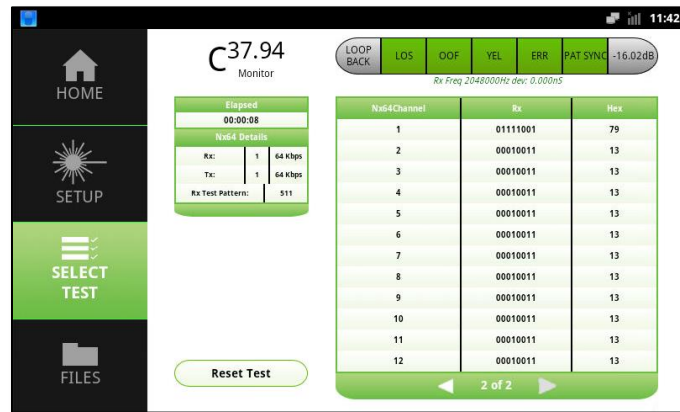 11:42
HOME
SETUP
SELECT
TEST
FILES
C37.94
Monitor
LOOP
BACK
LOS
OOF
YEL
ERR
PAT SYNC
-16.02dB
Rx Freq 2048000Hz dev: 0.000nS
Elapsed
00:00:08
Nx64 Details
Rx: 1 64 Kbps
Tx: 1 64 Kbps
Rx Test Pattern: 511
Reset Test
Nx64Channel Rx Hex
1 01111001 79
2 00010011 13
3 00010011 13
4 00010011 13
5 00010011 13
6 00010011 13
7 00010011 13
8 00010011 13
9 00010011 13
10 00010011 13
11 00010011 13
12 00010011 13
2 of 2